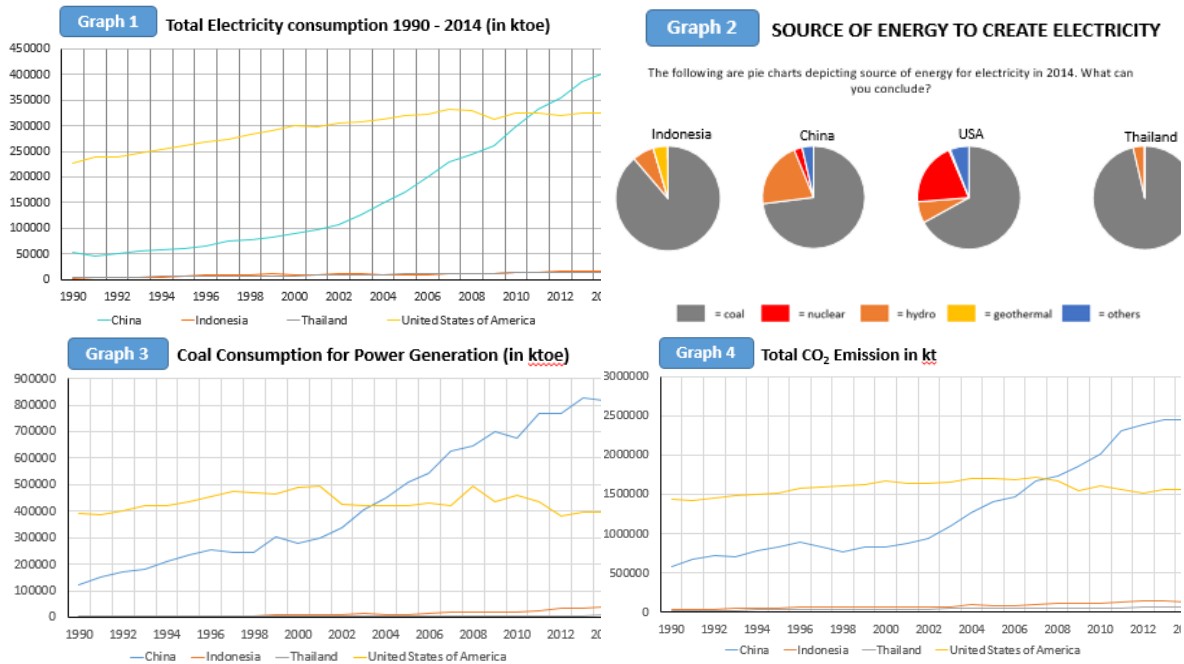 Graph 1
Total Electricity consumption 1990 - 2014 (in ktoe)
450000
400000
350000
300000
250000
200000
150000
100000
50000
0
1990 1992 1994 1996 1998 2000 2002 2004 2006 2008 2010 2012 20
China Indonesia Thailand United States of America
Graph 2
SOURCE OF ENERGY TO CREATE ELECTRICITY
The following are pie charts depicting source of energy for electricity in 2014. What can
you conclude?
Indonesia China USA Thailand
= coal = nuclear = hydro = geothermal = others
Graph 3
Coal Consumption for Power Generation (in ktoe)
900000
800000
700000
600000
500000
400000
300000
200000
100000
0
1990 1992 1994 1996 1998 2000 2002 2004 2006 2008 2010 2012 20
China Indonesia Thailand United States of America
Graph 4
Total CO₂ Emission in kt
3000000
2500000
2000000
1500000
1000000
500000
0
1990 1992 1994 1996 1998 2000 2002 2004 2006 2008 2010 2012 20
China Indonesia Thailand United States of America